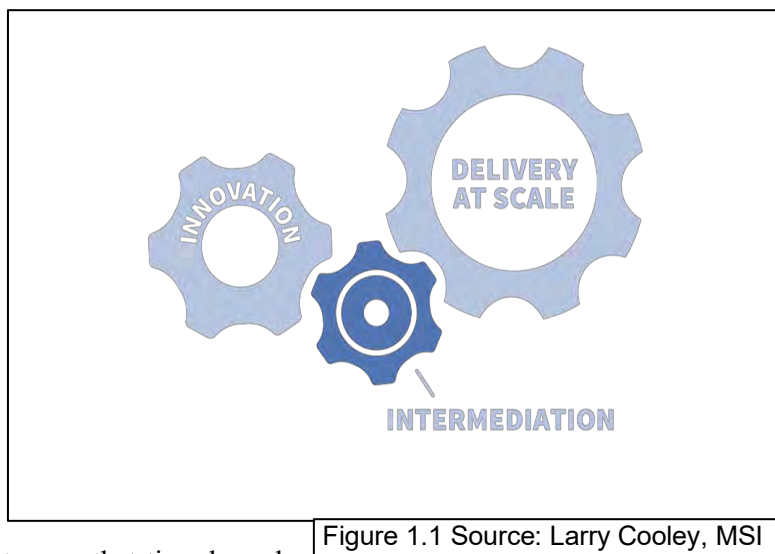 INNOVATION
DELIVERY
AT SCALE
INTERMEDIATION
Figure 1.1 Source: Larry Cooley, MSI